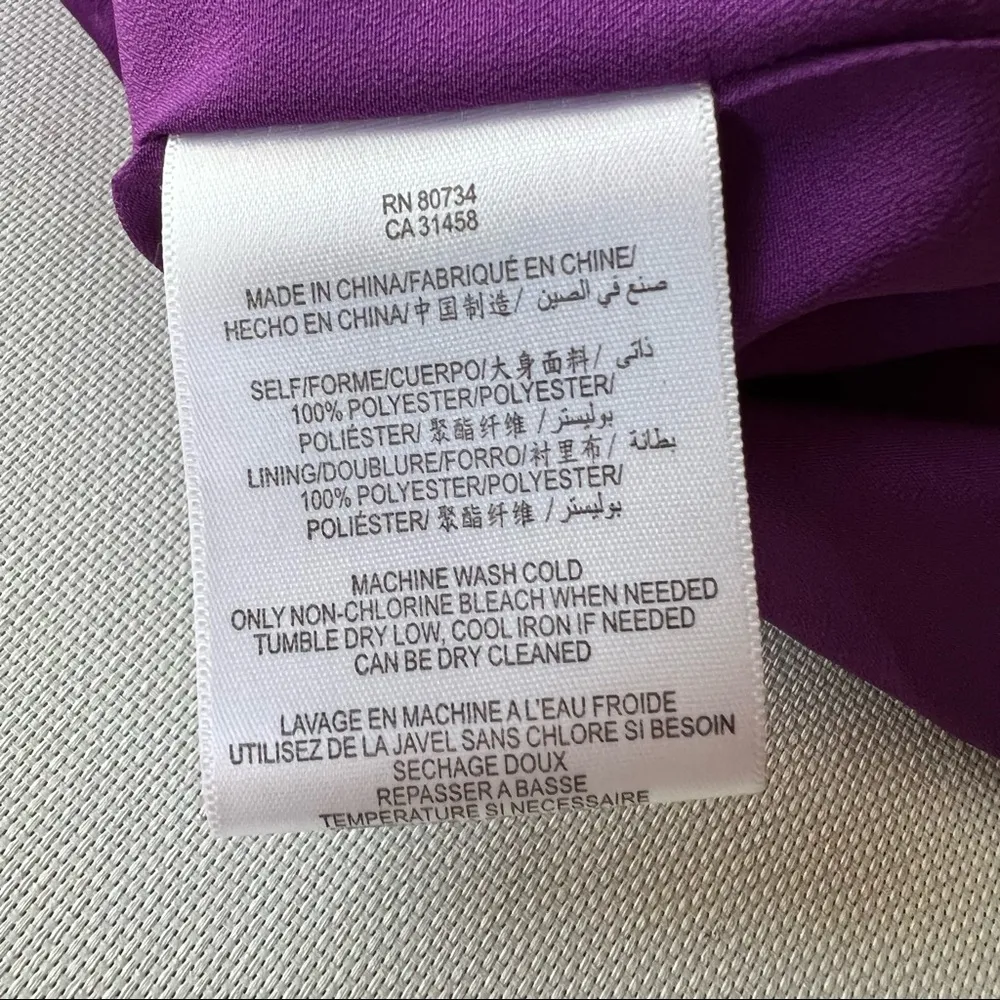 RN 80734
CA 31458
MADE IN CHINA/FABRIQUÉ EN CHINE/
HECHO EN CHINA/中国制造/ صنع في الصين
SELF/FORME/CUERPO/大身面料/ ذاتي
100% POLYESTER/POLYESTER/
POLIÉSTER/ 聚酯纤维 / بوليستر
LINING/DOUBLURE/FORRO/衬里布/ بطانة
100% POLYESTER/POLYESTER/
POLIÉSTER/ 聚酯纤维 / بوليستر
MACHINE WASH COLD
ONLY NON-CHLORINE BLEACH WHEN NEEDED
TUMBLE DRY LOW, COOL IRON IF NEEDED
CAN BE DRY CLEANED
LAVAGE EN MACHINE A L'EAU FROIDE
UTILISEZ DE LA JAVEL SANS CHLORE SI BESOIN
SECHAGE DOUX
REPASSER A BASSE
TEMPERATURE SI NECESSAIRE